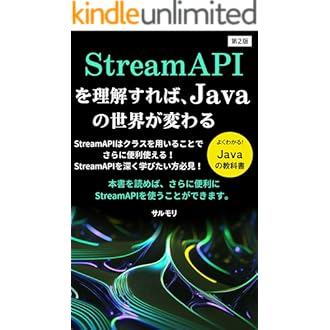 kindleunlimited
第2版
StreamAPI
を理解すれば、Java
の世界が変わる
StreamAPIはクラスを用いることで
さらに便利使える！
StreamAPIを深く学びたい方必見！
よくわかる!
Java
の教科書
本書を読めば、さらに便利に
StreamAPIを使うことができます。
サルモリ